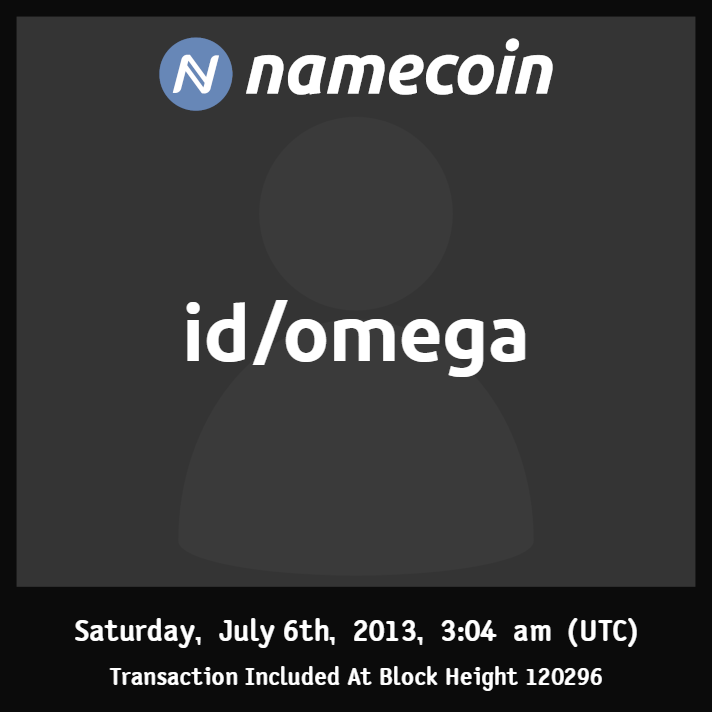 namecoin
id/omega
Saturday, July 6th, 2013, 3:04 am (UTC)
Transaction Included At Block Height 120296